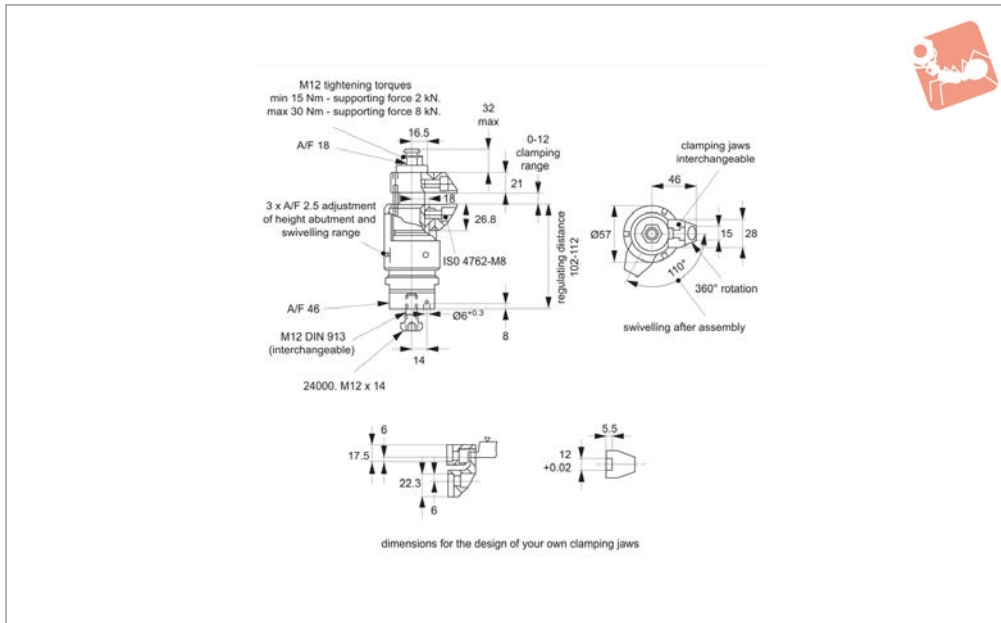 M12 tightening torques
min 15 Nm - supporting force 2 kN.
max 30 Nm - supporting force 8 kN.
32
max
16.5
A/F 18
0-12
clamping
range
21
18
3 x A/F 2.5 adjustment
of height abutment and
swivelling range
26.8
IS0 4762-M8
regulating distance
102-112
A/F 46
Ø6+0.3
8
M12 DIN 913
(interchangeable)
14
24000. M12 x 14
clamping jaws
interchangeable
46
Ø57
15
28
110°
360° rotation
swivelling after assembly
6
17.5
22.3
6
5.5
12
+0.02
dimensions for the design of your own clamping jaws